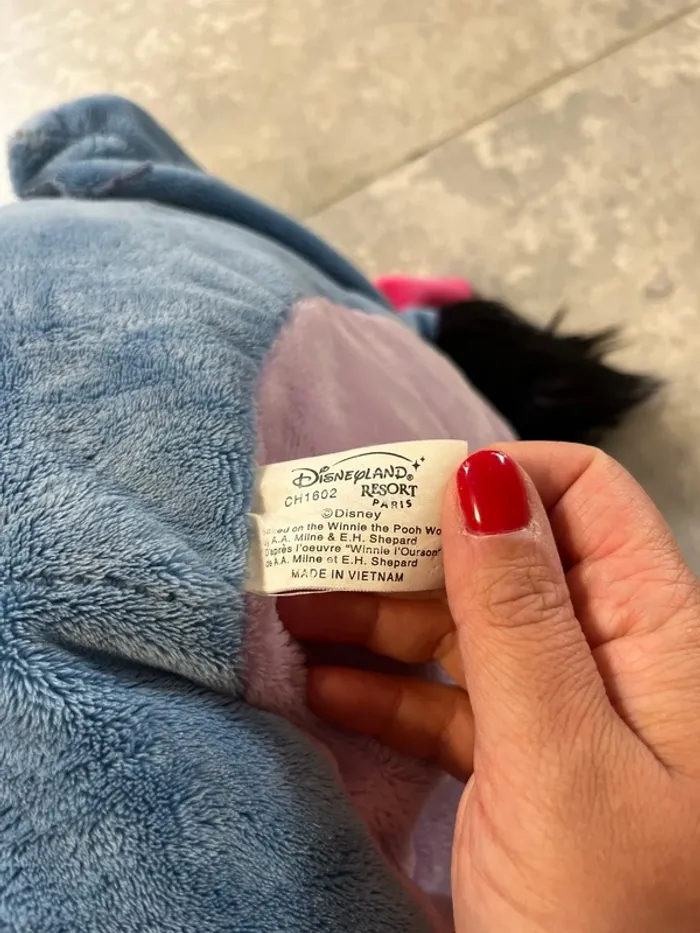 DISNEYLAND®
CH1602 RESORT
PARIS
©Disney
on the Winnie the Pooh
A.A. Milne & E.H. Shepard
D'après l'oeuvre "Winnie l'Ourson"
de A.A. Milne et E.H. Shepard
MADE IN VIETNAM